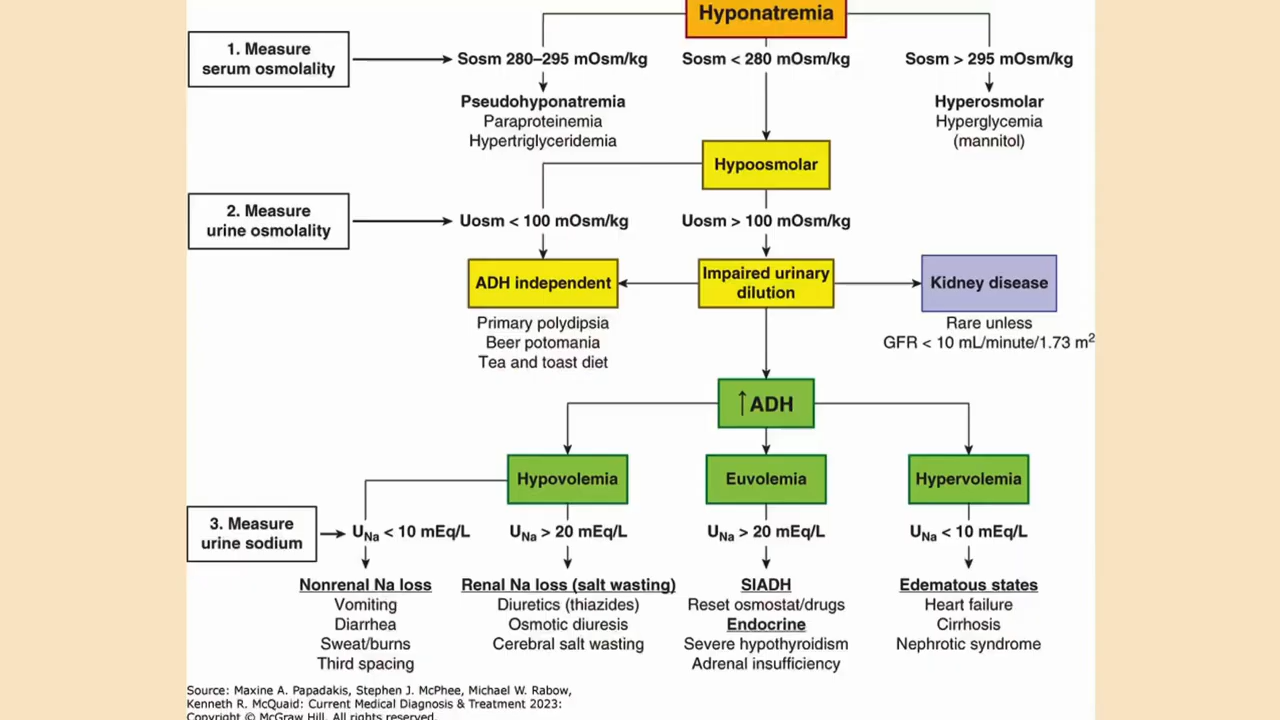 Hyponatremia
1. Measure
serum osmolality
Sosm 280–295 mOsm/kg
Sosm < 280 mOsm/kg
Sosm > 295 mOsm/kg
Pseudohyponatremia
Paraproteinemia
Hypertriglyceridemia
Hyperosmolar
Hyperglycemia
(mannitol)
Hypoosmolar
2. Measure
urine osmolality
Uosm < 100 mOsm/kg
Uosm > 100 mOsm/kg
ADH independent
Impaired urinary
dilution
Kidney disease
Primary polydipsia
Beer potomania
Tea and toast diet
Rare unless
GFR < 10 mL/minute/1.73 m²
↑ADH
Hypovolemia
Euvolemia
Hypervolemia
3. Measure
urine sodium
UNa < 10 mEq/L
UNa > 20 mEq/L
UNa > 20 mEq/L
UNa < 10 mEq/L
Nonrenal Na loss
Vomiting
Diarrhea
Sweat/burns
Third spacing
Renal Na loss (salt wasting)
Diuretics (thiazides)
Osmotic diuresis
Cerebral salt wasting
SIADH
Reset osmostat/drugs
Endocrine
Severe hypothyroidism
Adrenal insufficiency
Edematous states
Heart failure
Cirrhosis
Nephrotic syndrome
Source: Maxine A. Papadakis, Stephen J. McPhee, Michael W. Rabow,
Kenneth R. McQuaid: Current Medical Diagnosis & Treatment 2023:
Copyright © McGraw Hill. All rights reserved.